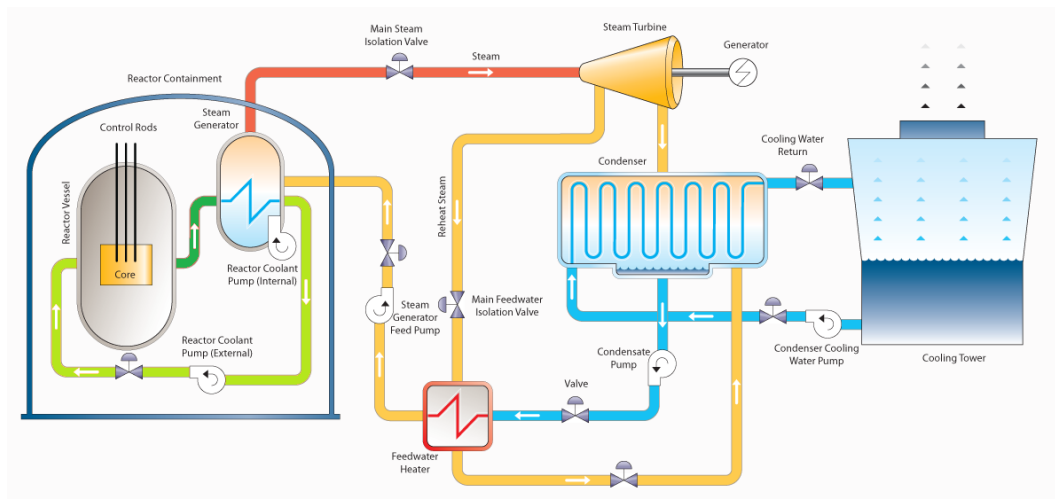 Main Steam
Isolation Valve
Steam
Steam Turbine
Generator
Reactor Containment
Steam
Generator
Control Rods
Reactor Vessel
Core
Reactor Coolant
Pump (Internal)
Reactor Coolant
Pump (External)
Steam
Generator
Feed Pump
Reheat Steam
Main Feedwater
Isolation Valve
Condenser
Cooling Water
Return
Condensate
Pump
Valve
Feedwater
Heater
Condenser Cooling
Water Pump
Cooling Tower